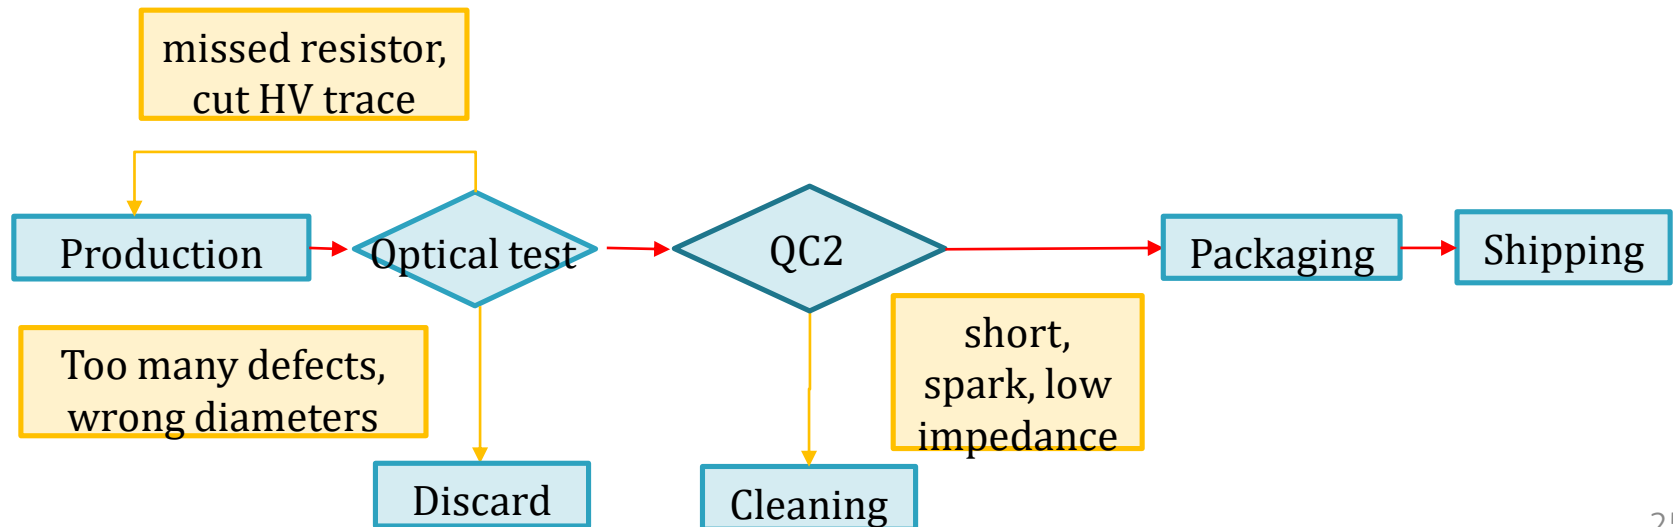 missed resistor,
cut HV trace
Production
Optical test
QC2
Packaging
Shipping
Too many defects,
wrong diameters
short,
spark, low
impedance
Discard
Cleaning